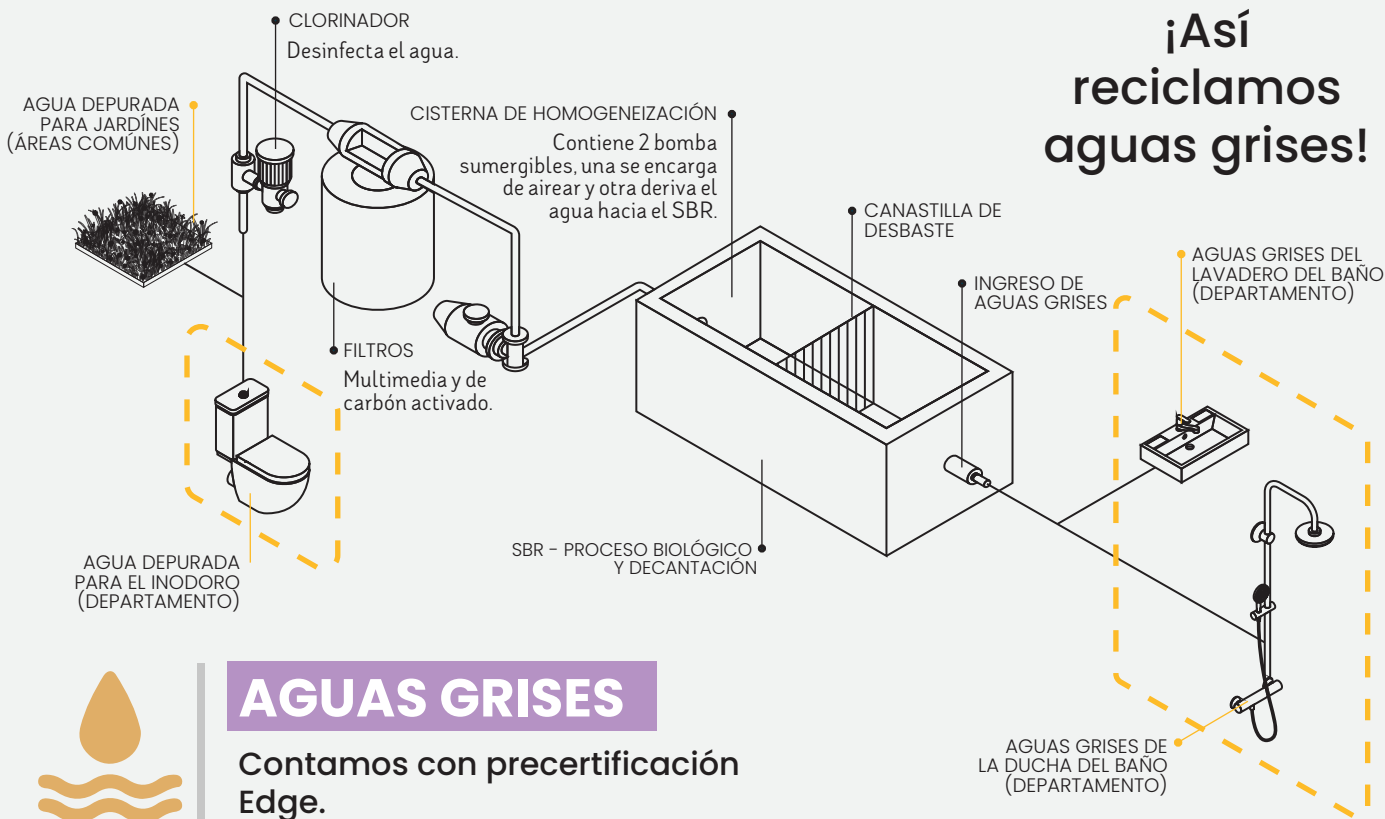 ¡Así
reciclamos
aguas grises!
CLORINADOR
Desinfecta el agua.
AGUA DEPURADA
PARA JARDÍNES
(ÁREAS COMÚNES)
CISTERNA DE HOMOGENEIZACIÓN
Contiene 2 bomba
sumergibles, una se encarga
de airear y otra deriva el
agua hacia el SBR.
CANASTILLA DE
DESBASTE
INGRESO DE
AGUAS GRISES
AGUAS GRISES DEL
LAVADERO DEL BAÑO
(DEPARTAMENTO)
FILTROS
Multimedia y de
carbón activado.
SBR - PROCESO BIOLÓGICO
Y DECANTACIÓN
AGUA DEPURADA
PARA EL INODORO
(DEPARTAMENTO)
AGUAS GRISES DE
LA DUCHA DEL BAÑO
(DEPARTAMENTO)
AGUAS GRISES
Contamos con precertificación
Edge.